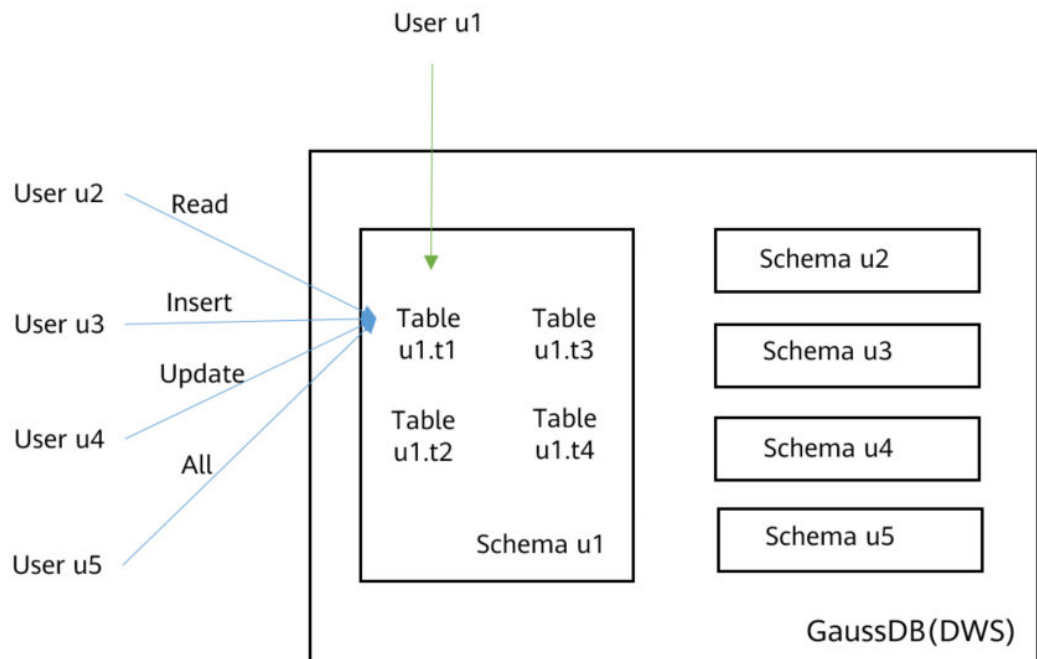 User u1
User u2
Read
User u3
Insert
Update
User u4
All
User u5
Table
u1.t1
Table
u1.t3
Table
u1.t2
Table
u1.t4
Schema u1
Schema u2
Schema u3
Schema u4
Schema u5
GaussDB(DWS)